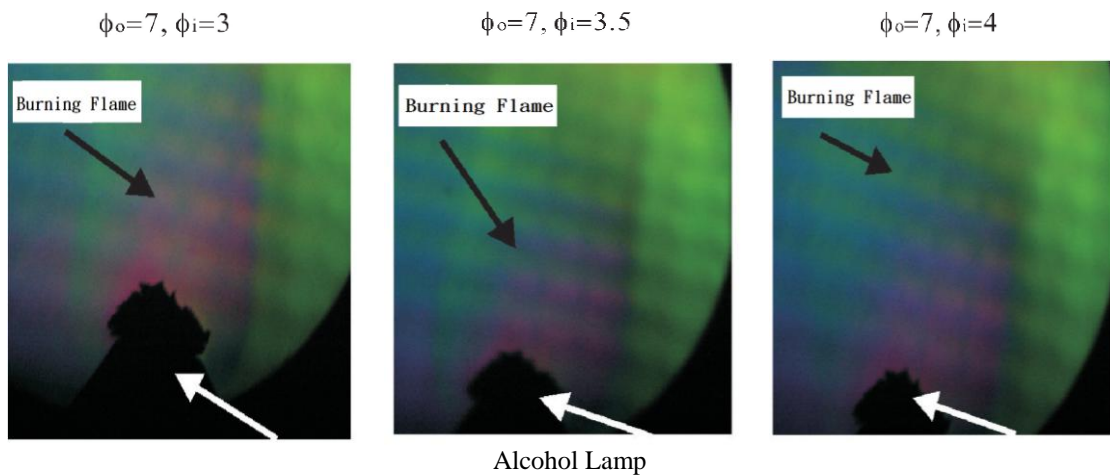 ϕo=7, ϕi=3
ϕo=7, ϕi=3.5
ϕo=7, ϕi=4
Burning Flame
Burning Flame
Burning Flame
Alcohol Lamp